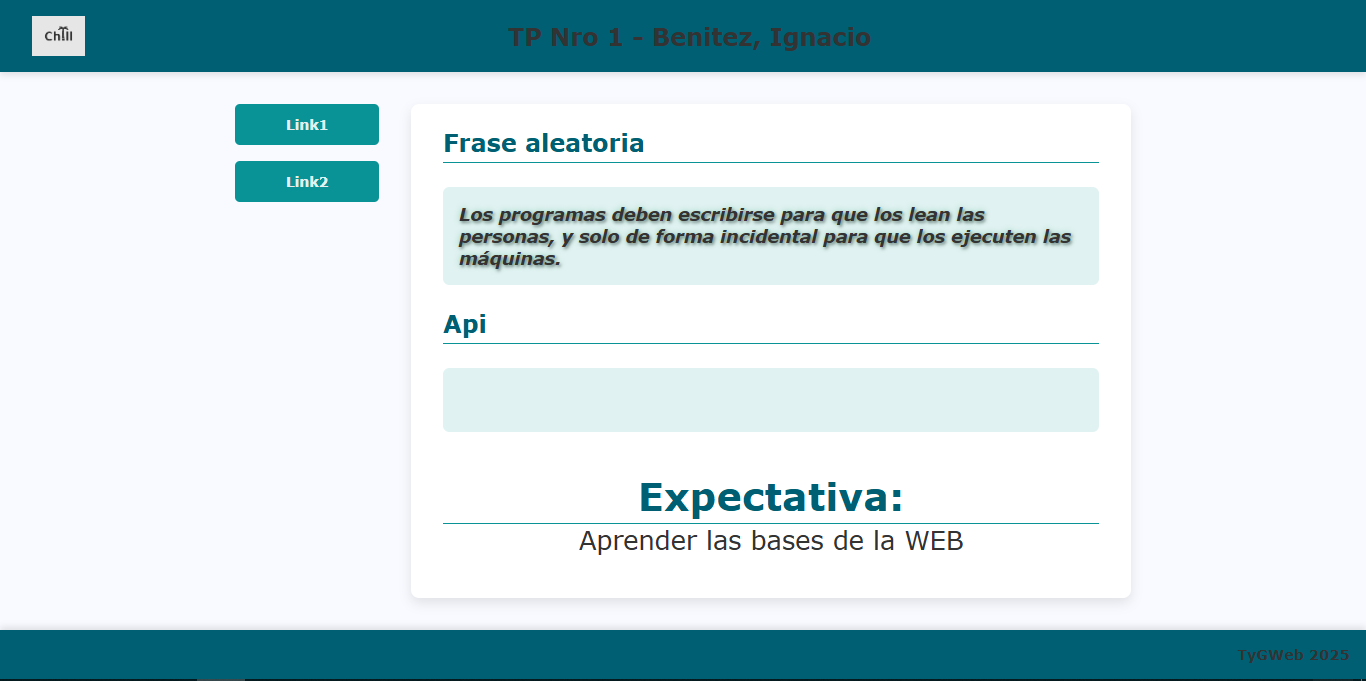 Chill
TP Nro 1 - Benitez, Ignacio
Link1
Link2
Frase aleatoria
Los programas deben escribirse para que los lean las
personas, y solo de forma incidental para que los ejecuten las
máquinas.
Api
Expectativa:
Aprender las bases de la WEB
TyGWeb 2025